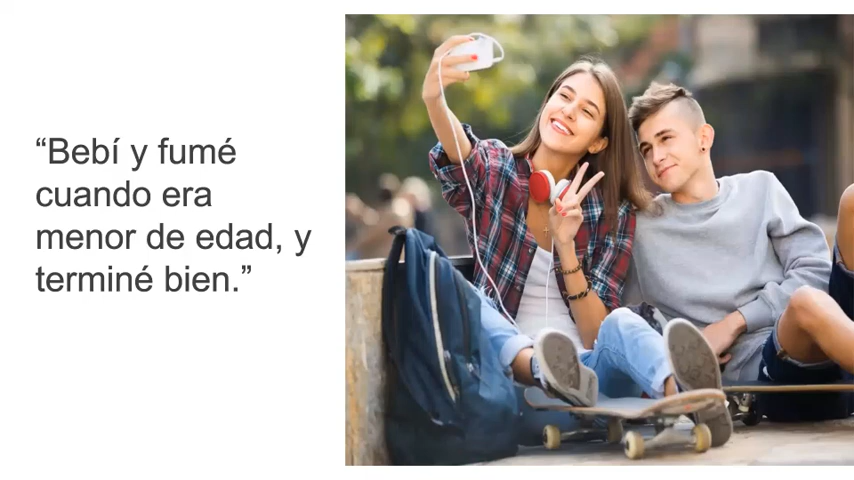 “Bebí y fumé
cuando era
menor de edad, y
terminé bien.”